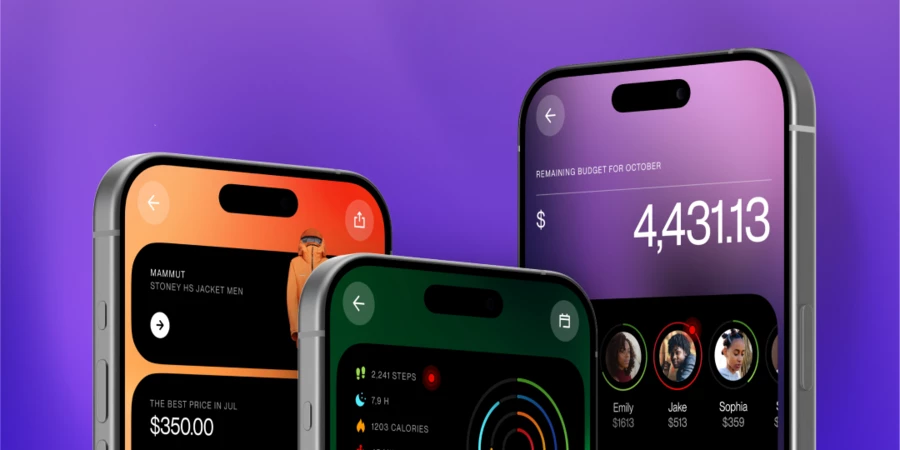 MAMMUT
STONEY HS JACKET MEN
THE BEST PRICE IN JUL
$350.00
2,241 STEPS
7,9 H
1203 CALORIES
REMAINING BUDGET FOR OCTOBER
$ 4,431.13
Emily
Jake
Sophia
$1613
$513
$359